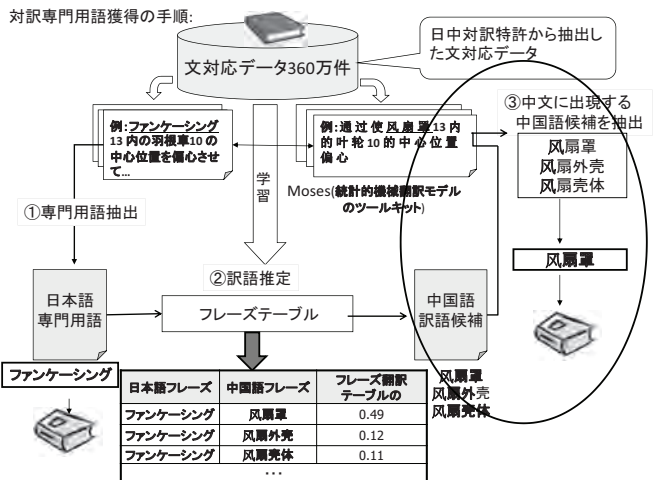 対訳専門用語獲得の手順:
文対応データ360万件
日中対訳特許から抽出し
た文対応データ
例:ファンケーシング
13 内の羽根車10 の
中心位置を偏心させ
て...
例:通过使风扇罩13 内
的叶轮 10 的中心位置
偏心
③中文に出現する
中国語候補を抽出
风扇罩
风扇外壳
风扇壳体
学
習
Moses(統計的機械翻訳モデル
のツールキット)
①専門用語抽出
②訳語推定
风扇罩
日本語
専門用語
フレーズテーブル
中国語
訳語候補
ファンケーシング
风扇罩
风扇外壳
风扇壳体
日本語フレーズ 中国語フレーズ フレーズ翻訳
テーブルの
ファンケーシング 风扇罩 0.49
ファンケーシング 风扇外壳 0.12
ファンケーシング 风扇壳体 0.11
...